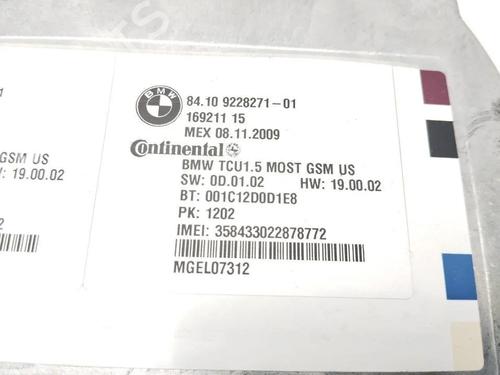 BMW
84.10 9228271-01
169211 15
MEX 08.11.2009
Continental
BMW TCU1.5 MOST GSM US
SW: 0D.01.02 HW: 19.00.02
BT: 001C12D0D1E8
PK: 1202
IMEI: 358433022878772
MGEL07312
1
GSM US
W: 19.00.02
2